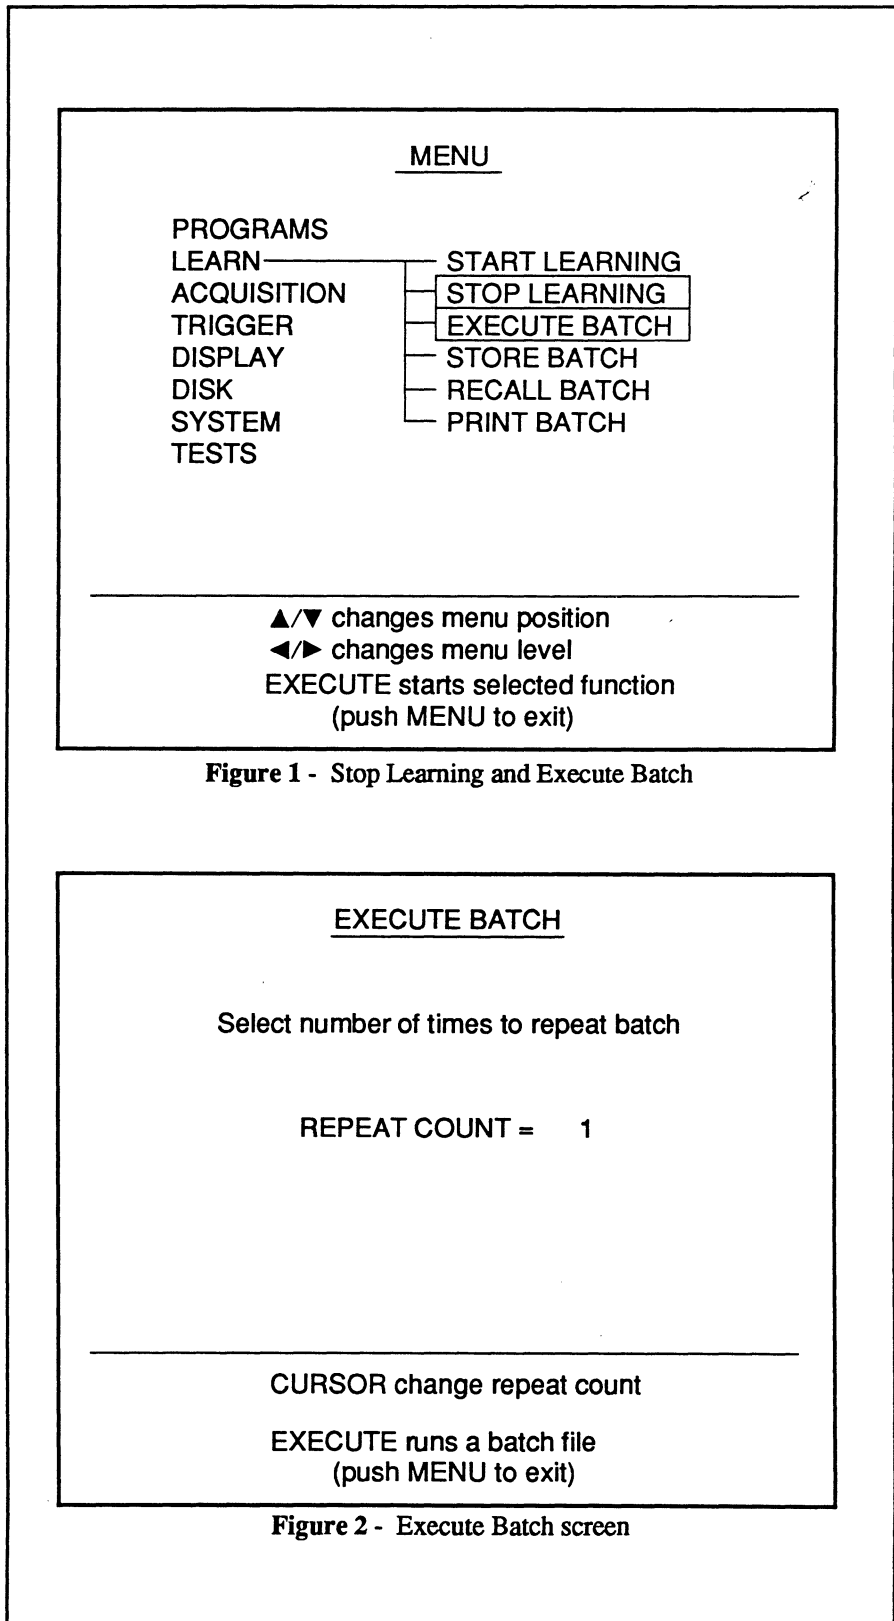 MENU
PROGRAMS
LEARN START LEARNING
ACQUISITION STOP LEARNING
TRIGGER EXECUTE BATCH
DISPLAY STORE BATCH
DISK RECALL BATCH
SYSTEM PRINT BATCH
TESTS
▲/▼ changes menu position
◄/► changes menu level
EXECUTE starts selected function
(push MENU to exit)
Figure 1 - Stop Learning and Execute Batch
EXECUTE BATCH
Select number of times to repeat batch
REPEAT COUNT = 1
CURSOR change repeat count
EXECUTE runs a batch file
(push MENU to exit)
Figure 2 - Execute Batch screen